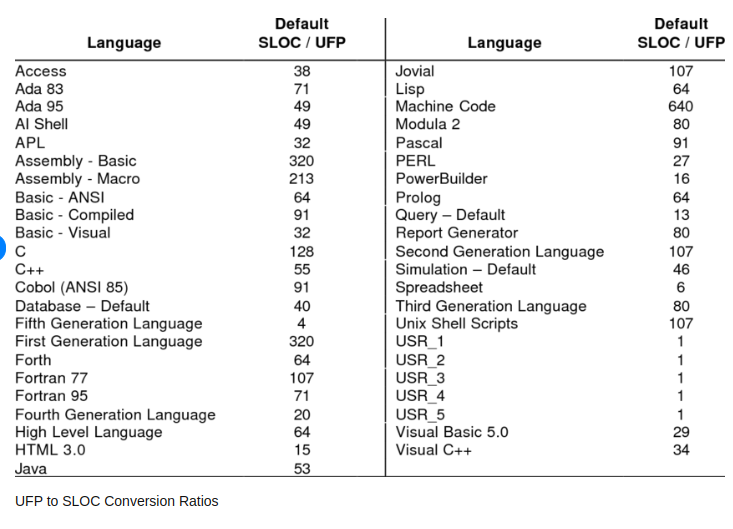 Default Default
Language SLOC / UFP Language SLOC / UFP
Access 38 Jovial 107
Ada 83 71 Lisp 64
Ada 95 49 Machine Code 640
AI Shell 49 Modula 2 80
APL 32 Pascal 91
Assembly - Basic 320 PERL 27
Assembly - Macro 213 PowerBuilder 16
Basic - ANSI 64 Prolog 64
Basic - Compiled 91 Query – Default 13
Basic - Visual 32 Report Generator 80
C 128 Second Generation Language 107
C++ 55 Simulation – Default 46
Cobol (ANSI 85) 91 Spreadsheet 6
Database – Default 40 Third Generation Language 80
Fifth Generation Language 4 Unix Shell Scripts 107
First Generation Language 320 USR_1 1
Forth 64 USR_2 1
Fortran 77 107 USR_3 1
Fortran 95 71 USR_4 1
Fourth Generation Language 20 USR_5 1
High Level Language 64 Visual Basic 5.0 29
HTML 3.0 15 Visual C++ 34
Java 53
UFP to SLOC Conversion Ratios